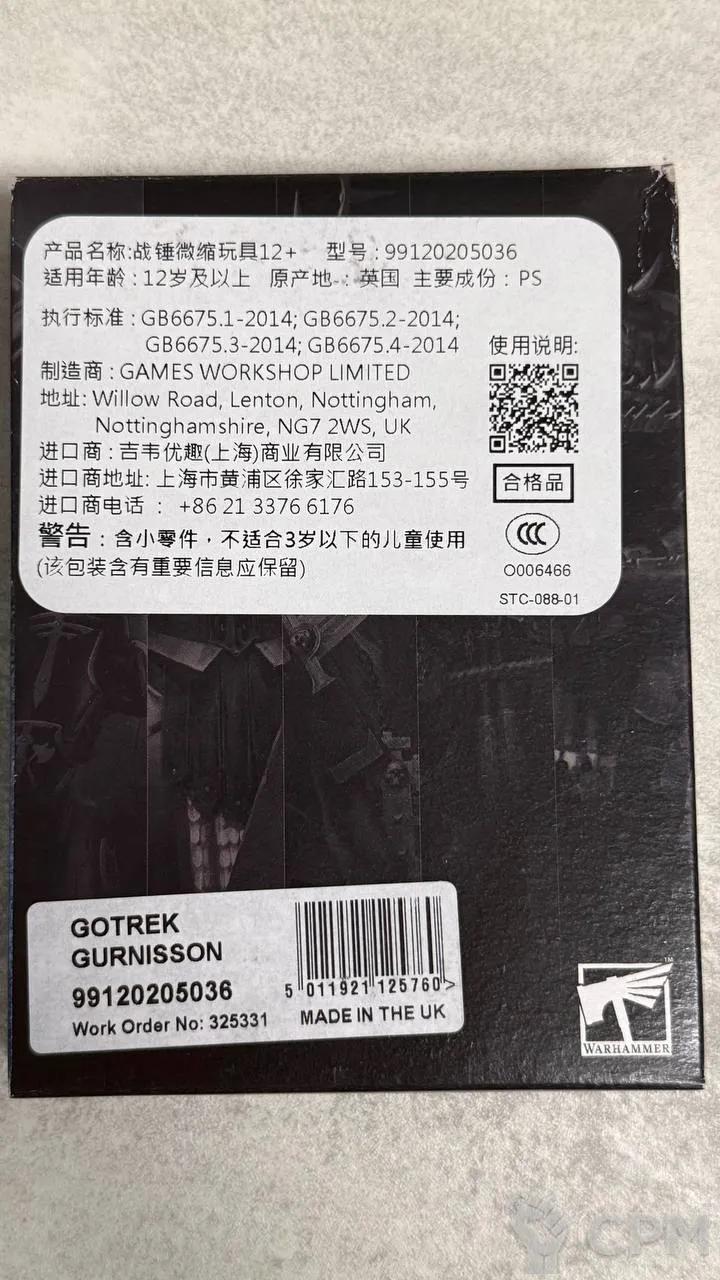 产品名称:战锤微缩玩具12+ 型号:99120205036
适用年龄:12岁及以上 原产地:英国 主要成份:PS
执行标准:GB6675.1-2014; GB6675.2-2014;
GB6675.3-2014; GB6675.4-2014
使用说明:
制造商:GAMES WORKSHOP LIMITED
地址: Willow Road, Lenton, Nottingham,
Nottinghamshire, NG7 2WS, UK
进口商:吉韦优趣(上海)商业有限公司
进口商地址: 上海市黄浦区徐家汇路153-155号
进口商电话 : +86 21 3376 6176
警告:含小零件,不适合3岁以下的儿童使用
(该包装含有重要信息应保留)
合格品
CCC
O006466
STC-088-01
GOTREK
GURNISSON
99120205036
Work Order No: 325331
5 011921 125760 >
MADE IN THE UK
WARHAMMER™
CPM